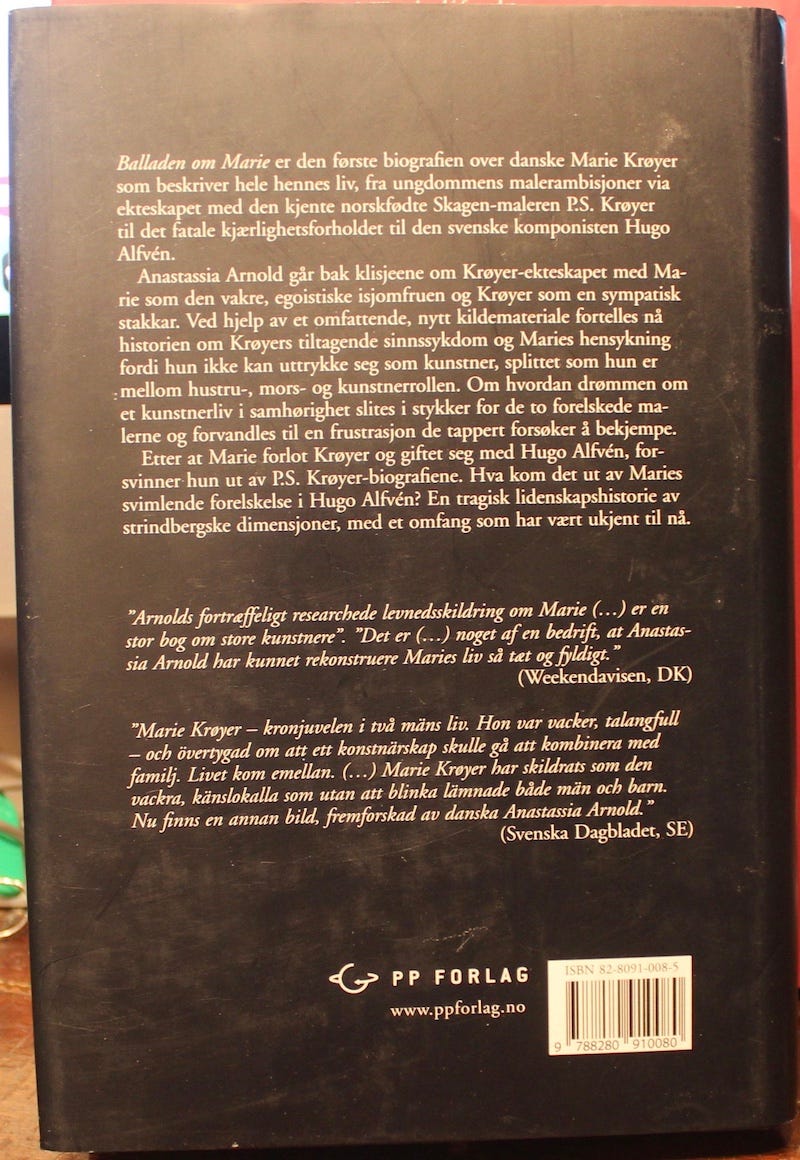 Balladen om Marie er den første biografien over danske Marie Krøyer
som beskriver hele hennes liv, fra ungdommens malerambisjoner via
ekteskapet med den kjente norskfødte Skagen-maleren P.S. Krøyer
til det fatale kjærlighetsforholdet til den svenske komponisten Hugo
Alfvén.
Anastassia Arnold går bak klisjeene om Krøyer-ekteskapet med Ma-
rie som den vakre, egoistiske isjomfruen og Krøyer som en sympatisk
stakkar. Ved hjelp av et omfattende, nytt kildemateriale fortelles nå
historien om Krøyers tiltagende sinnssykdom og Maries hensykning
fordi hun ikke kan uttrykke seg som kunstner, splittet som hun er
mellom hustru-, mors- og kunstnerrollen. Om hvordan drømmen om
et kunstnerliv i samhørighet slites i stykker for de to forelskede ma-
lerne og forvandles til en frustrasjon de tappert forsøker å bekjempe.
Etter at Marie forlot Krøyer og giftet seg med Hugo Alfvén, for-
svinner hun ut av P.S. Krøyer-biografiene. Hva kom det ut av Maries
svimlende forelskelse i Hugo Alfvén? En tragisk lidenskapshistorie av
strindbergske dimensjoner, med et omfang som har vært ukjent til nå.
”Arnolds fortræffeligt researchede levnedsskildring om Marie (…) er en
stor bog om store kunstnere”. ”Det er (…) noget af en bedrift, at Anastas-
sia Arnold har kunnet rekonstruere Maries liv så tæt og fyldigt.”
(Weekendavisen, DK)
”Marie Krøyer – kronjuvelen i två mäns liv. Hon var vacker, talangfull
– och övertygad om att ett konstnärskap skulle gå att kombinera med
familj. Livet kom emellan. (…) Marie Krøyer har skildrats som den
vackra, känslokalla som utan att blinka lämnade både män och barn.
Nu finns en annan bild, fremforskad av danska Anastassia Arnold.”
(Svenska Dagbladet, SE)
PP FORLAG
www.ppforlag.no
ISBN 82-8091-008-5
9 788280 910080